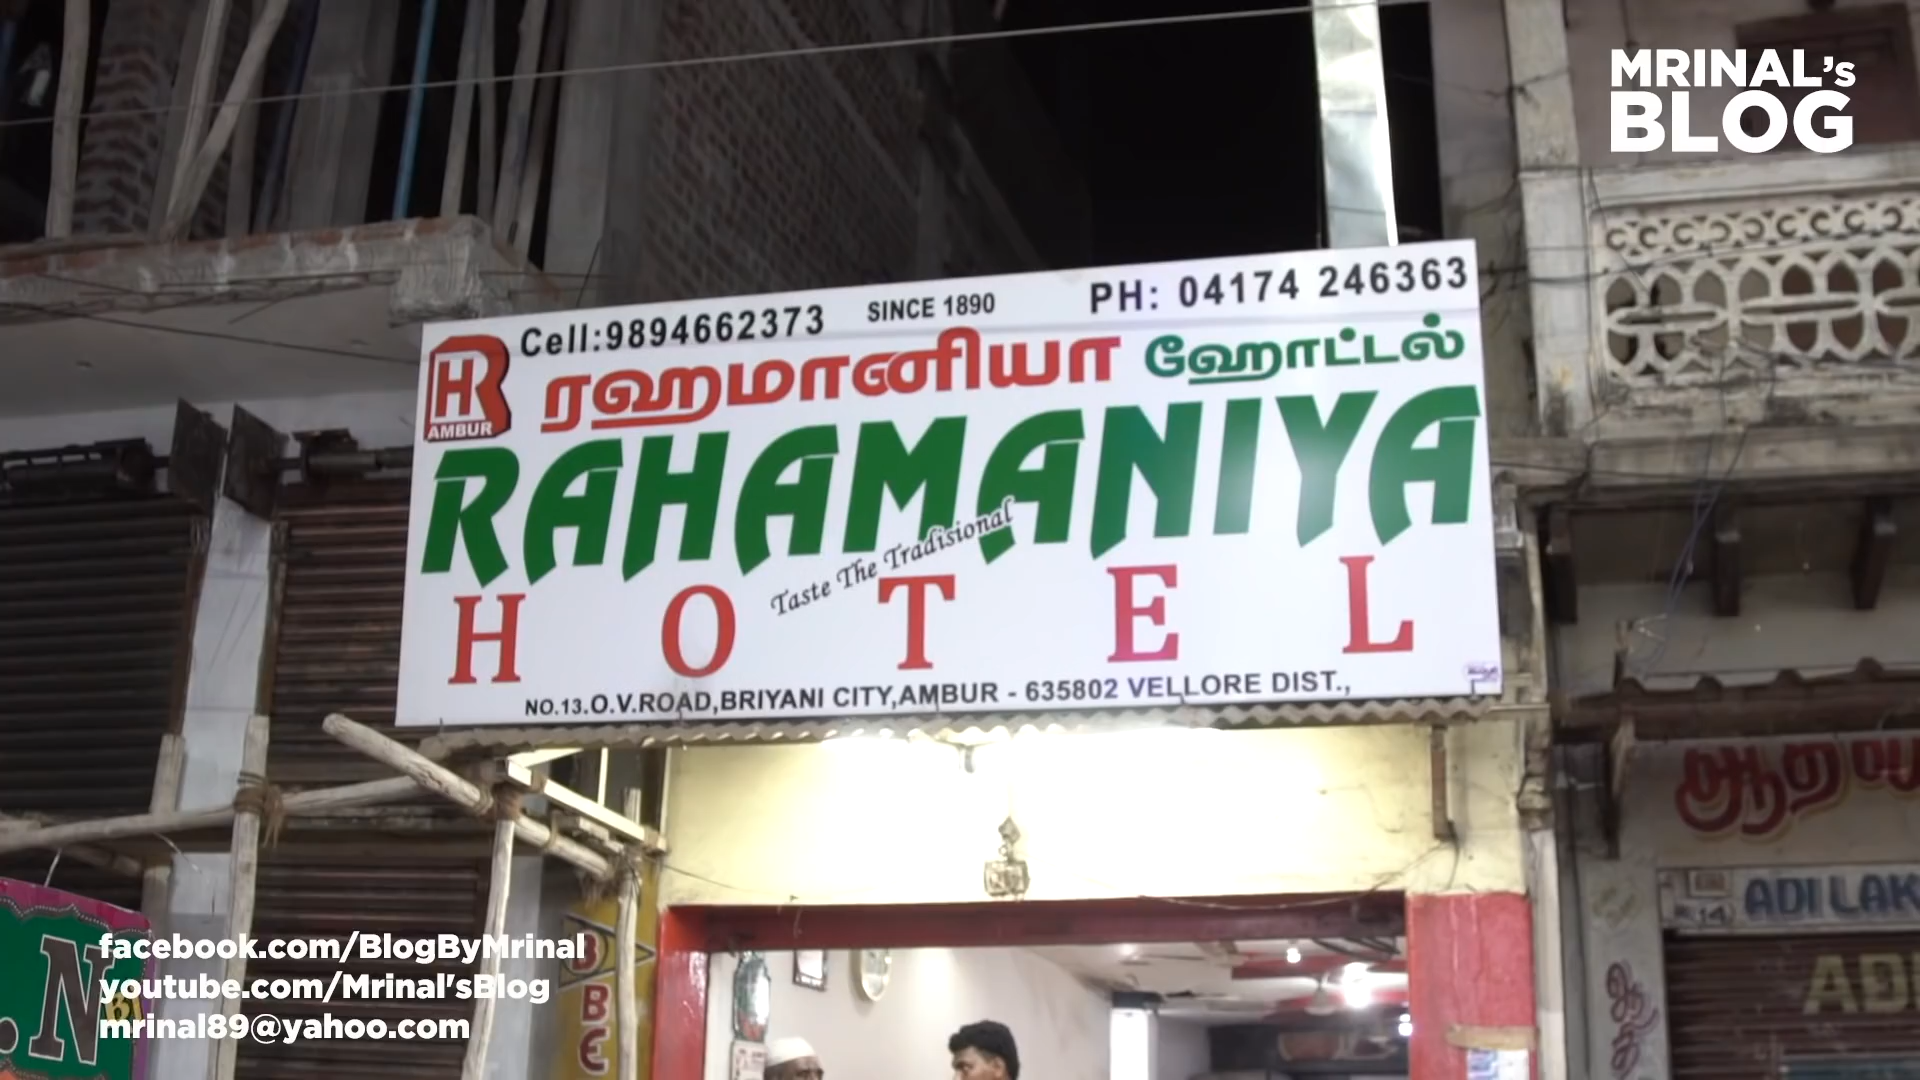 MRINAL's
BLOG
Cell:9894662373 SINCE 1890 PH: 04174 246363
HR
AMBUR
ரஹமானியா ஹோட்டல்
RAHAMANIYA
Taste The Tradisional
HOTEL
NO.13.O.V.ROAD,BRIYANI CITY,AMBUR - 635802 VELLORE DIST.,
14
ADI LAK
AD
.N
B
B
E
facebook.com/BlogByMrinal
youtube.com/Mrinal'sBlog
mrinal89@yahoo.com